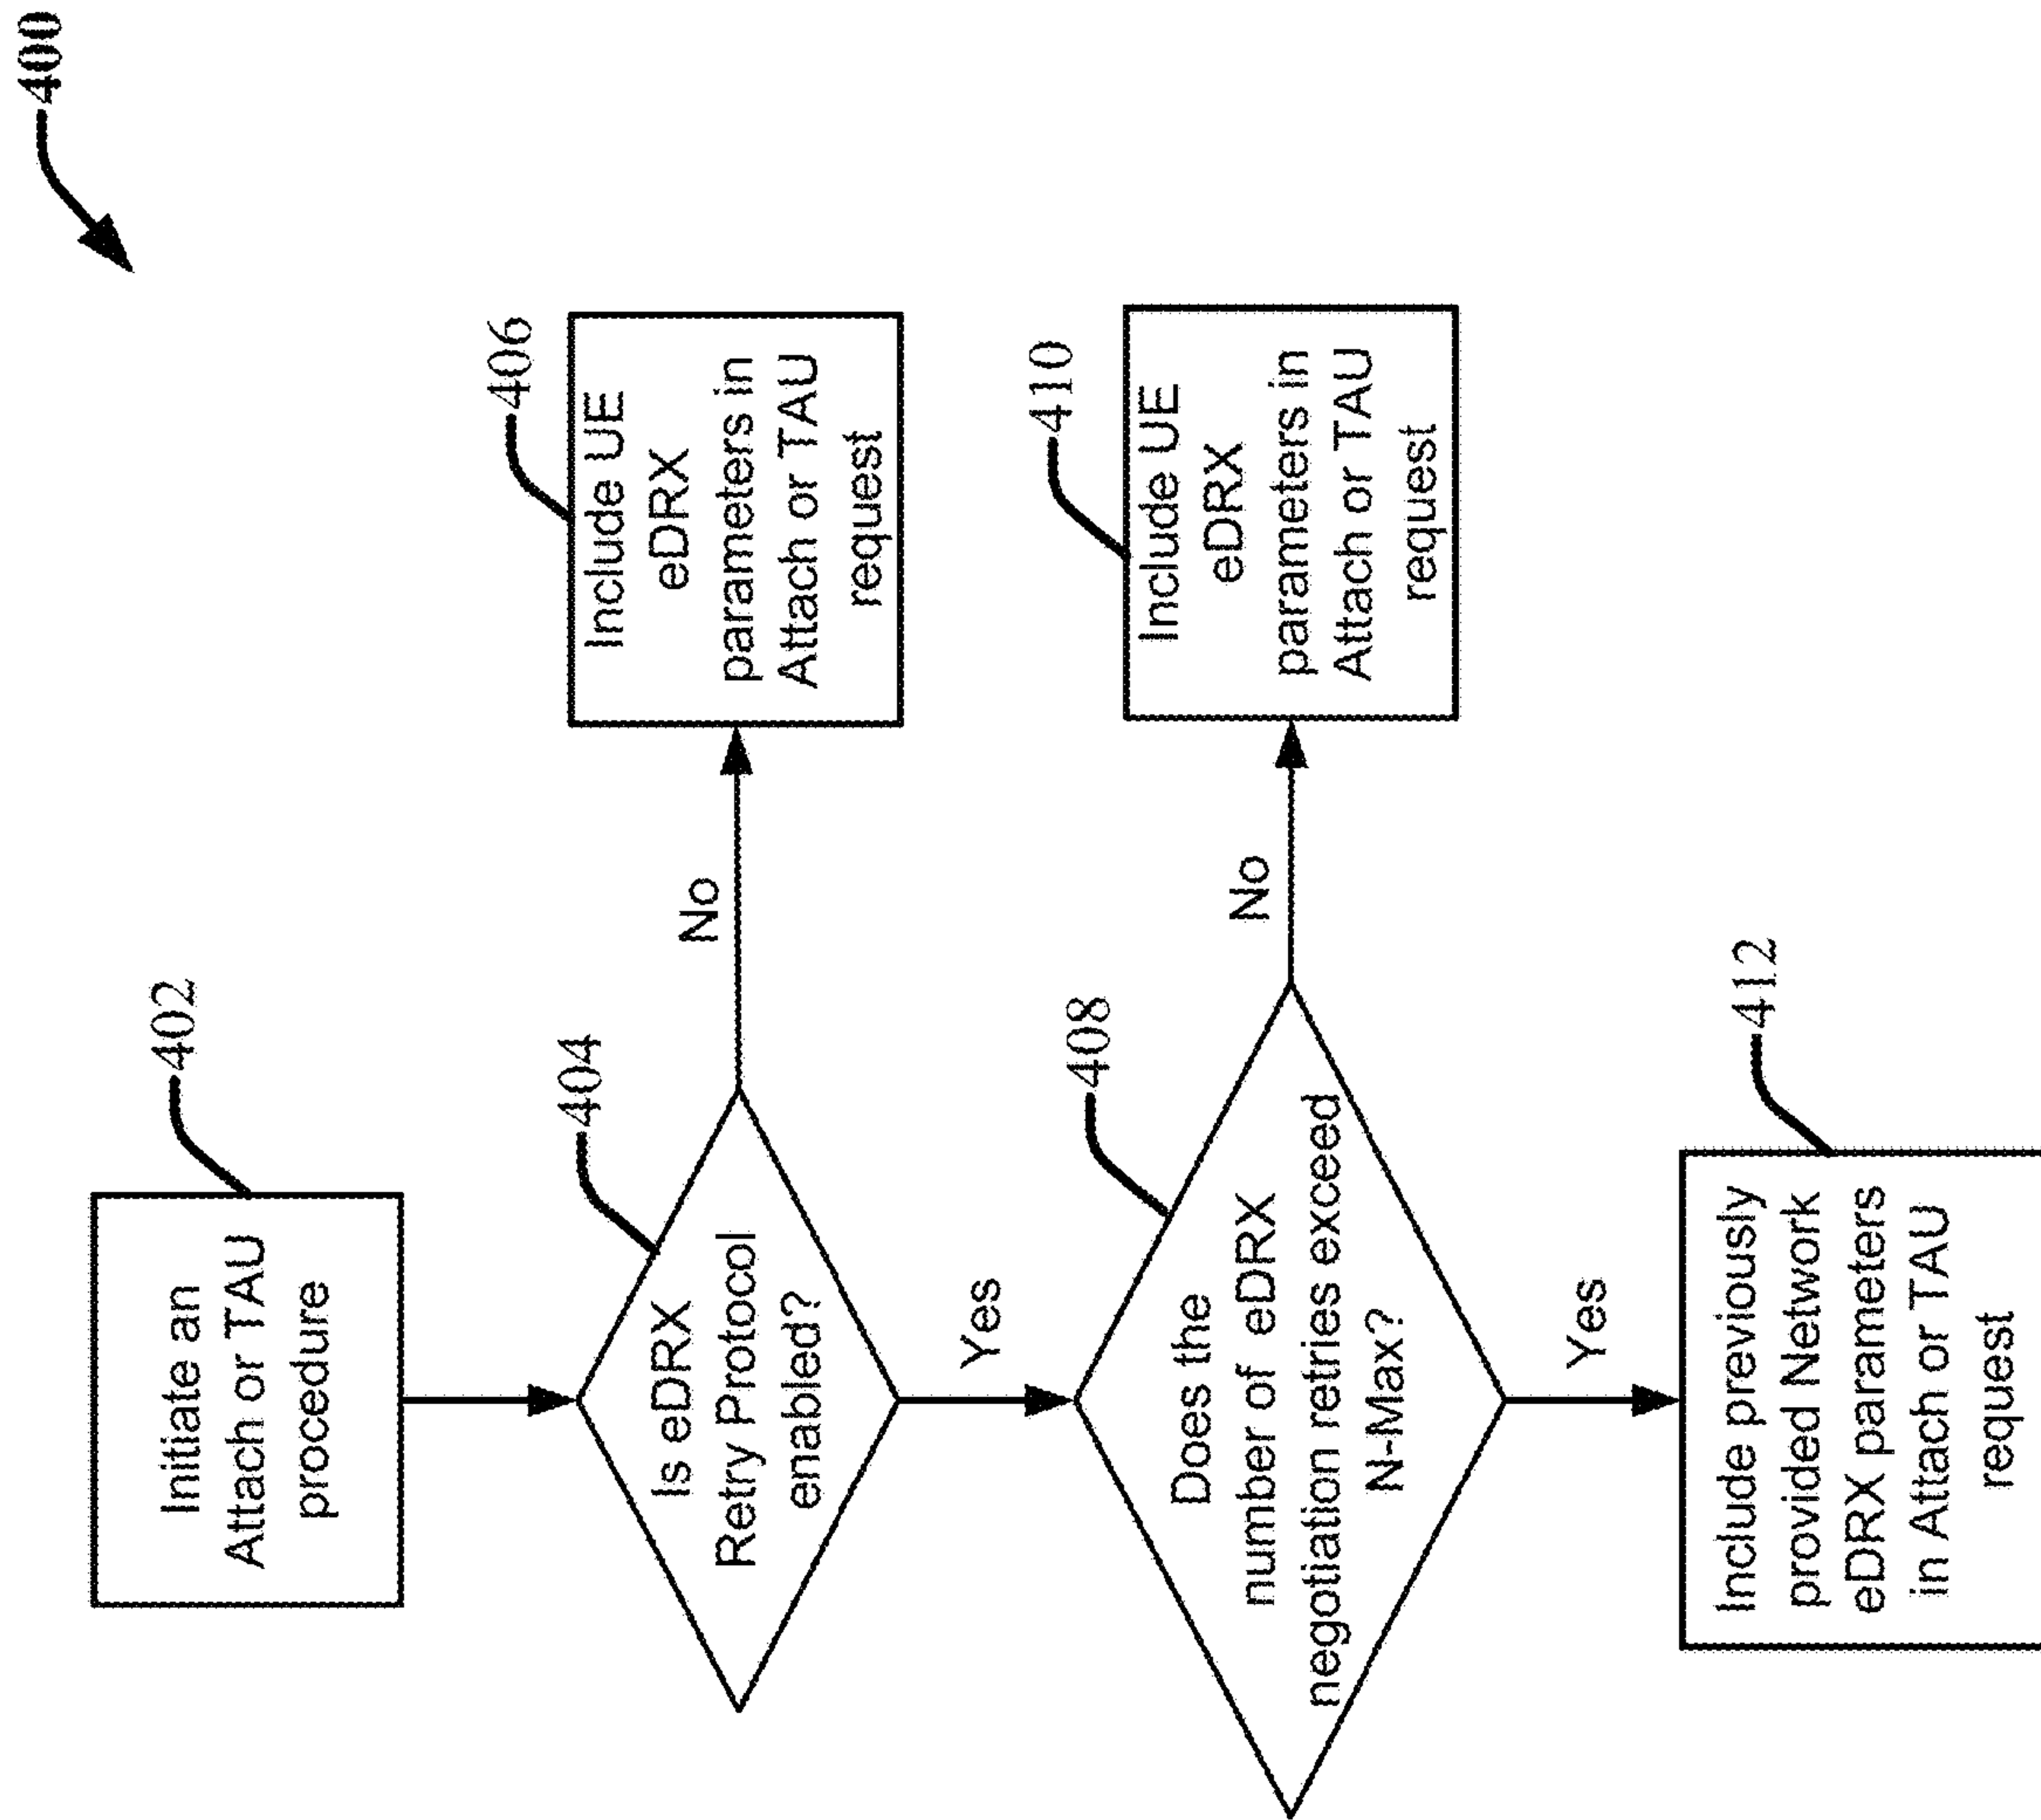 400
402
Initiate an
Attach or TAU
procedure
404
Is eDRX
Retry Protocol
enabled?
No
406
Include UE
eDRX
parameters in
Attach or TAU
request
Yes
408
Does the
number of eDRX
negotiation retries exceed
N-Max?
No
410
Include UE
eDRX
parameters in
Attach or TAU
request
Yes
412
Include previously
provided Network
eDRX parameters
in Attach or TAU
request